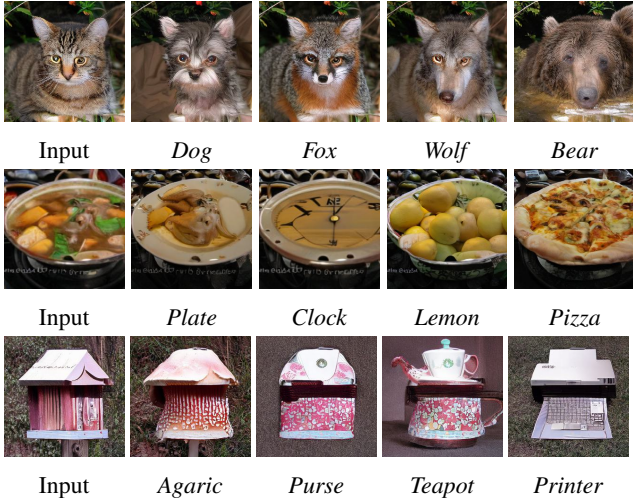 Input Dog Fox Wolf Bear
Input Plate Clock Lemon Pizza
Input Agaric Purse Teapot Printer